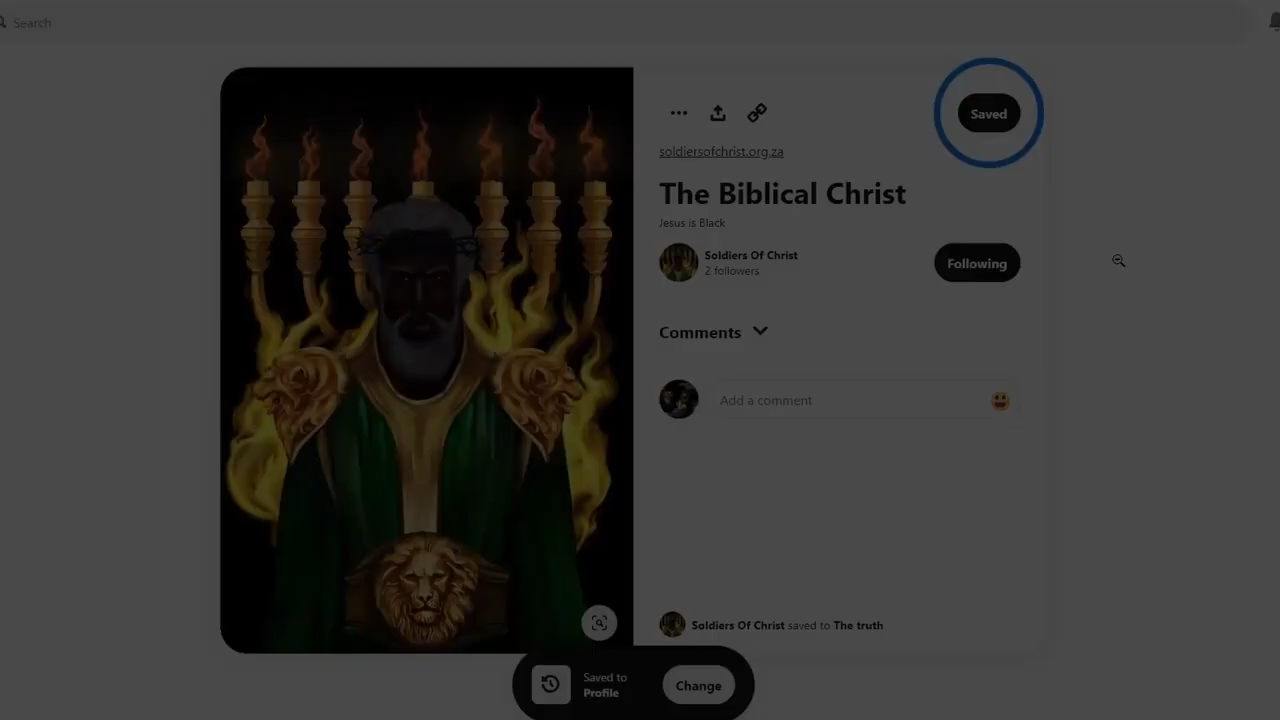 Search
Saved
soldiersofchrist.org.za
The Biblical Christ
Jesus is Black
Soldiers Of Christ
2 followers
Following
Comments
Add a comment
Soldiers Of Christ saved to The truth
Saved to
Profile
Change